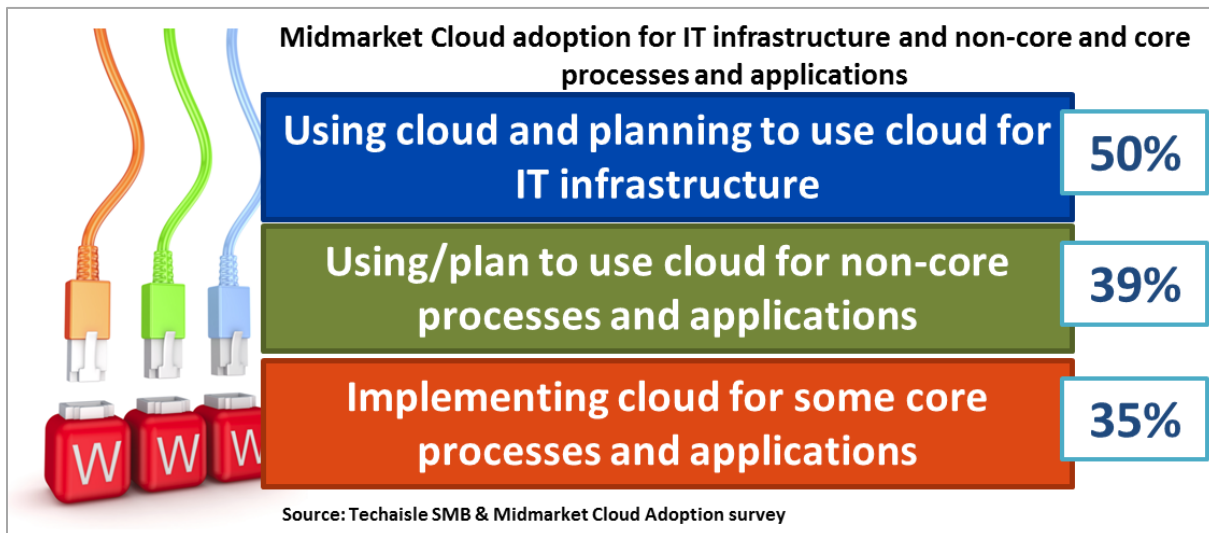 Midmarket Cloud adoption for IT infrastructure and non-core and core
processes and applications
Using cloud and planning to use cloud for
IT infrastructure
50%
Using/plan to use cloud for non-core
processes and applications
39%
Implementing cloud for some core
processes and applications
35%
W W W
Source: Techaisle SMB & Midmarket Cloud Adoption survey